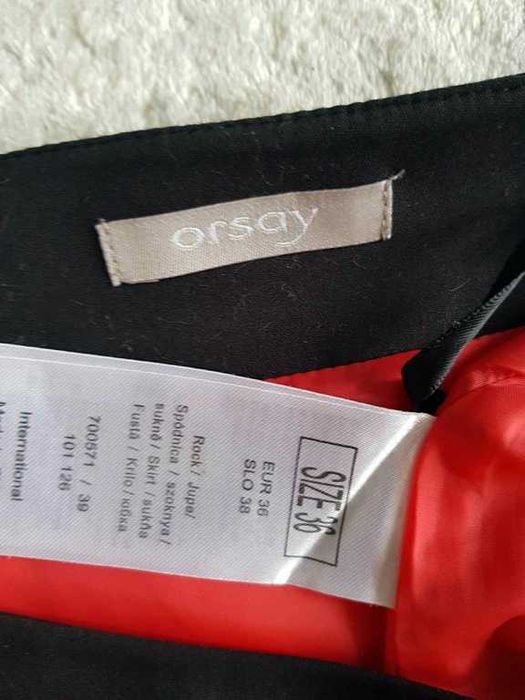 orsay
SIZE 36
EUR 36
SLO 38
Rock / Jupe/
Spódnica / szoknya /
sukně / Skirt / sukňa
Fustă / Krilo / юбка
700571 / 39
101 126
International